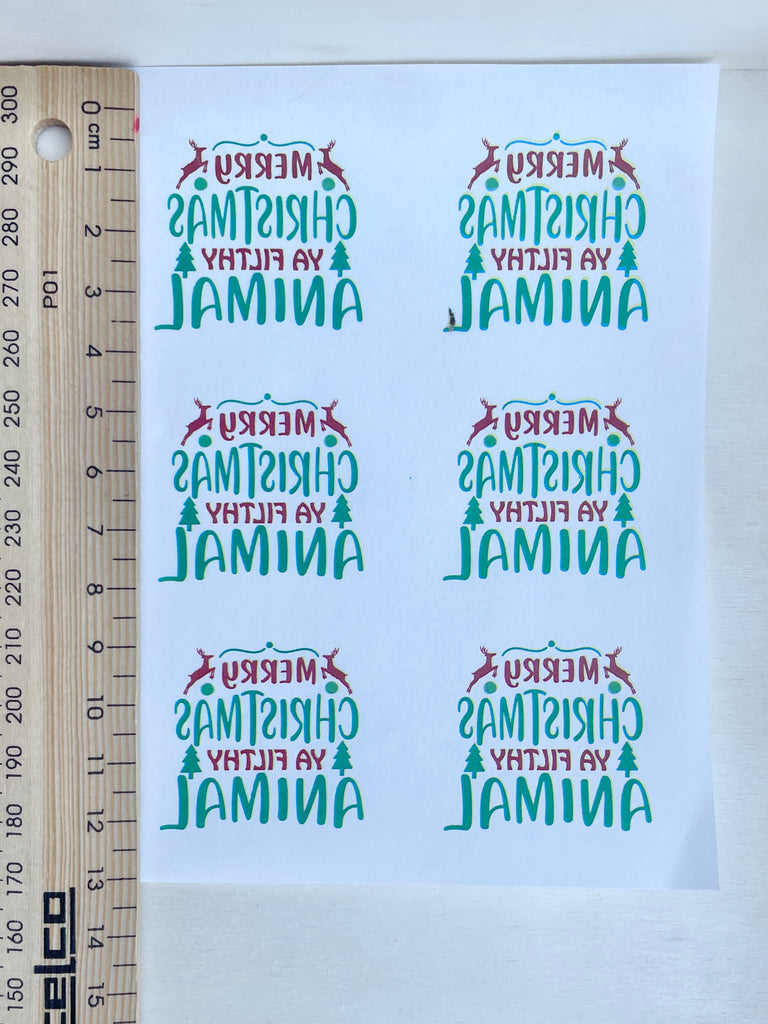 300 290 280 270 260 250 240 230 220 210 200 190 180 170 160 150
P01
celco
0 cm 1 2 3 4 5 6 7 8 9 10 11 12 13 14 15
MERRY
CHRISTMAS
YA FILTHY
ANIMAL
MERRY
CHRISTMAS
YA FILTHY
ANIMAL
MERRY
CHRISTMAS
YA FILTHY
ANIMAL
MERRY
CHRISTMAS
YA FILTHY
ANIMAL
MERRY
CHRISTMAS
YA FILTHY
ANIMAL
MERRY
CHRISTMAS
YA FILTHY
ANIMAL